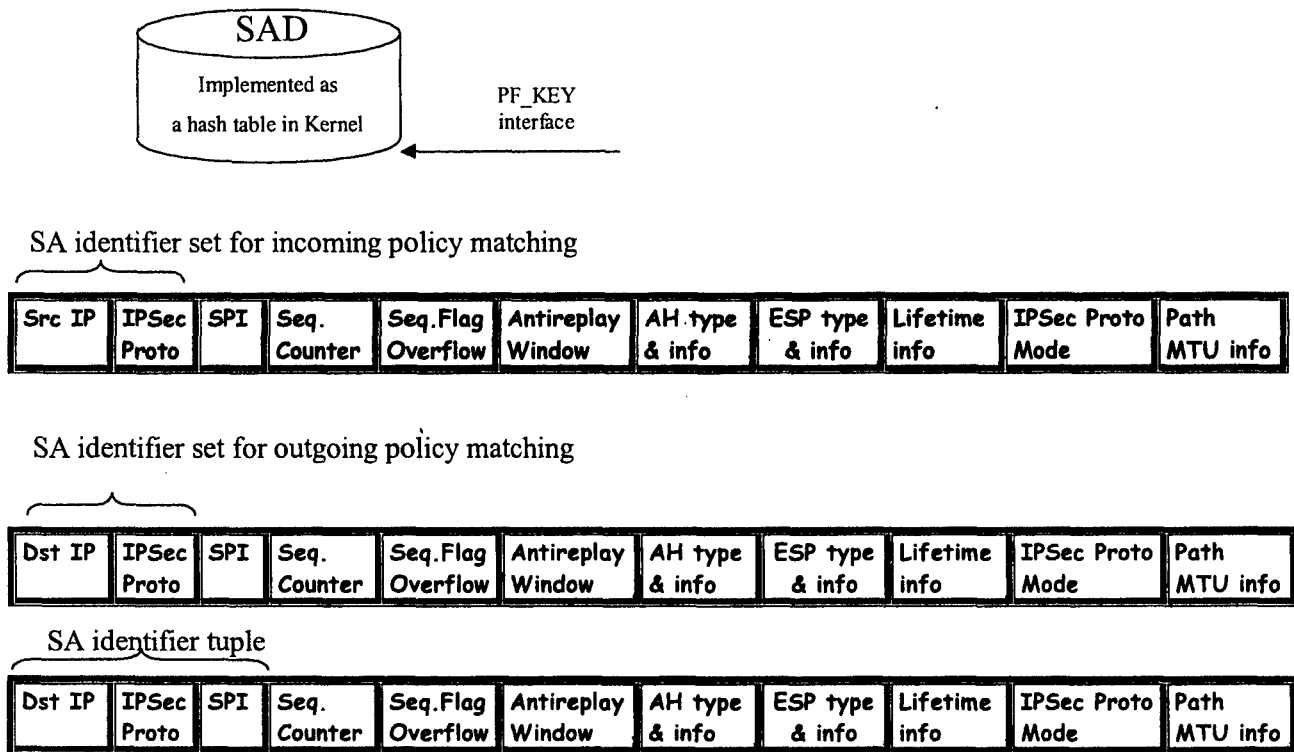 SAD
Implemented as
a hash table in Kernel
PF_KEY
interface
SA identifier set for incoming policy matching
Src IP IPSec SPI Seq. Seq.Flag Antireplay AH type ESP type Lifetime IPSec Proto Path
Proto Counter Overflow Window & info & info info Mode MTU info
SA identifier set for outgoing policy matching
Dst IP IPSec SPI Seq. Seq.Flag Antireplay AH type ESP type Lifetime IPSec Proto Path
Proto Counter Overflow Window & info & info info Mode MTU info
SA identifier tuple
Dst IP IPSec SPI Seq. Seq.Flag Antireplay AH type ESP type Lifetime IPSec Proto Path
Proto Counter Overflow Window & info & info info Mode MTU info